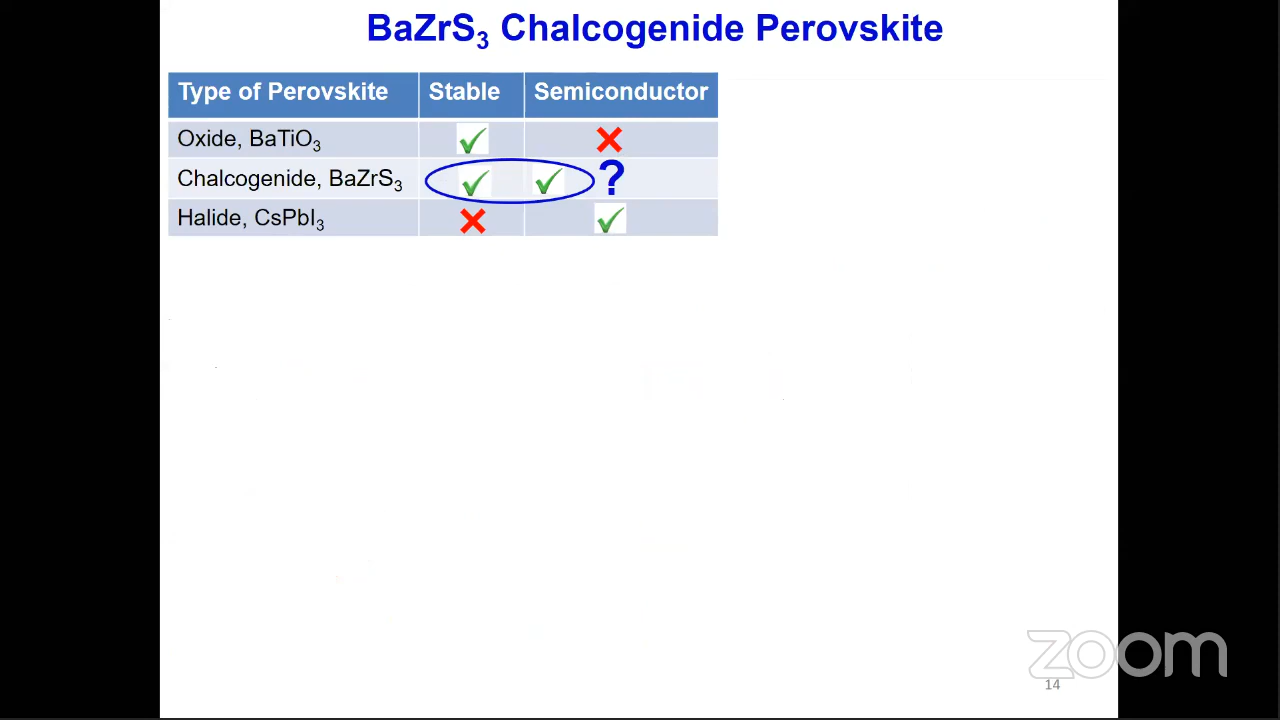 BaZrS₃ Chalcogenide Perovskite
Type of Perovskite Stable Semiconductor
Oxide, BaTiO₃
Chalcogenide, BaZrS₃ ?
Halide, CsPbI₃
zoom
14